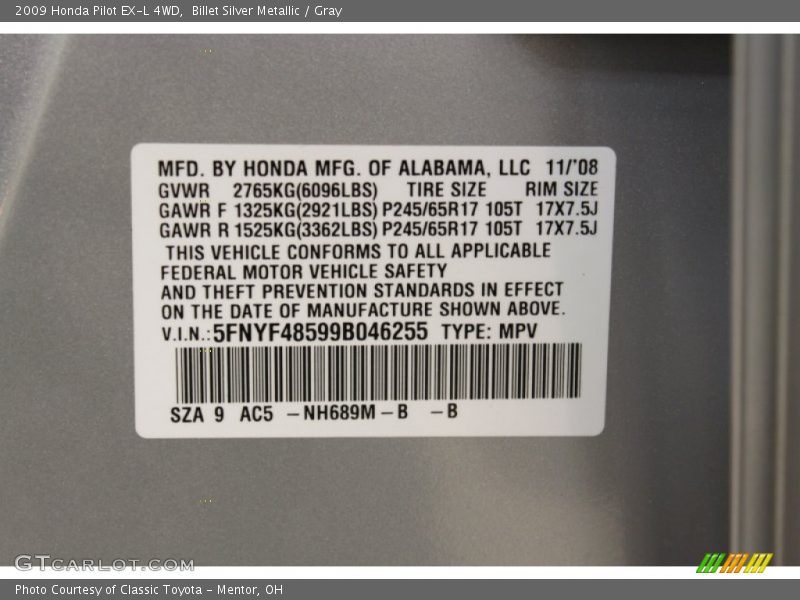 2009 Honda Pilot EX-L 4WD,  Billet Silver Metallic / Gray
MFD. BY HONDA MFG. OF ALABAMA, LLC 11/'08
GVWR 2765KG(6096LBS) TIRE SIZE RIM SIZE
GAWR F 1325KG(2921LBS) P245/65R17 105T 17X7.5J
GAWR R 1525KG(3362LBS) P245/65R17 105T 17X7.5J
THIS VEHICLE CONFORMS TO ALL APPLICABLE
FEDERAL MOTOR VEHICLE SAFETY
AND THEFT PREVENTION STANDARDS IN EFFECT
ON THE DATE OF MANUFACTURE SHOWN ABOVE.
V.I.N.:5FNYF48599B046255 TYPE: MPV
SZA 9 AC5 -NH689M-B -B
GTCARLOT.COM
Photo Courtesy of Classic Toyota - Mentor, OH